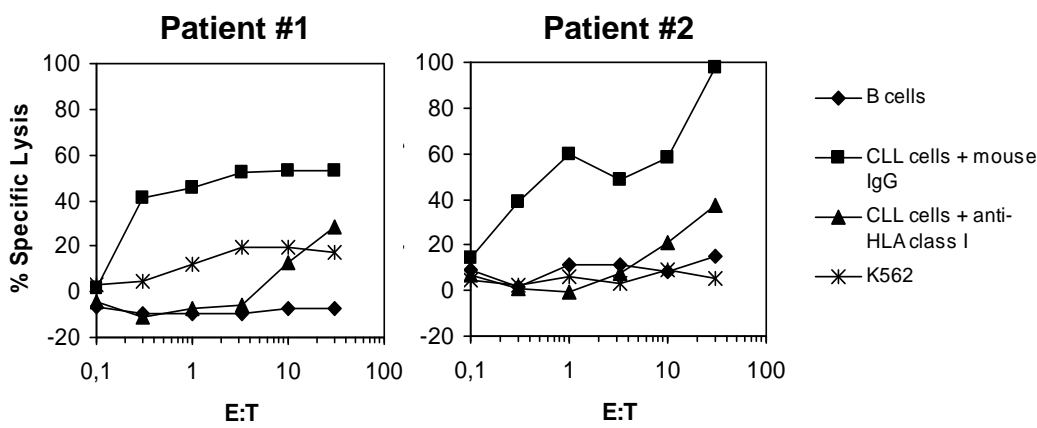 Patient #1
Patient #2
% Specific Lysis
100
80
60
40
20
0
-20
0,1
1
10
100
E:T
100
80
60
40
20
0
-20
0,1
1
10
100
E:T
B cells
CLL cells + mouse
IgG
CLL cells + anti-
HLA class I
K562